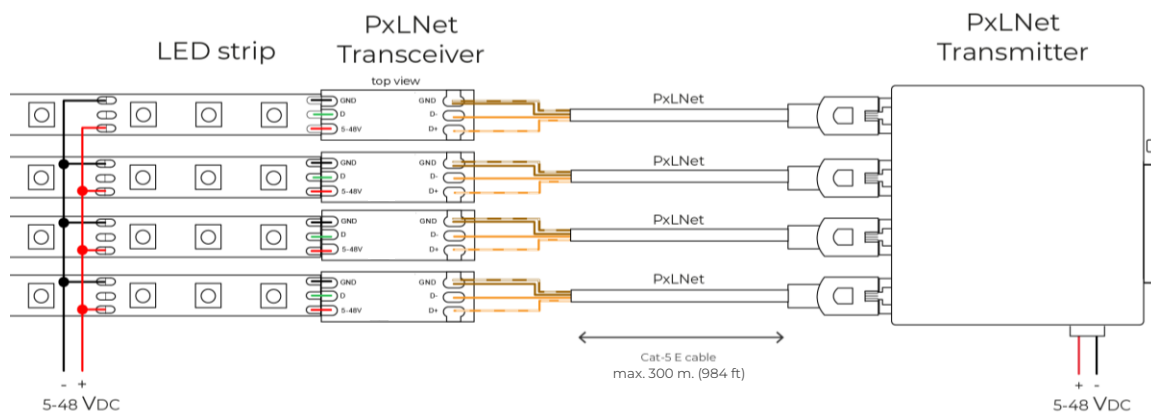 LED strip
PxLNet
Transceiver
top view
PxLNet
Transmitter
GND
D
5-48V
GND
D-
D+
PxLNet
GND
D
5-48V
GND
D-
D+
PxLNet
GND
D
5-48V
GND
D-
D+
PxLNet
GND
D
5-48V
GND
D-
D+
PxLNet
Cat-5 E cable
max. 300 m. (984 ft)
- +
5-48 VDC
+ -
5-48 VDC